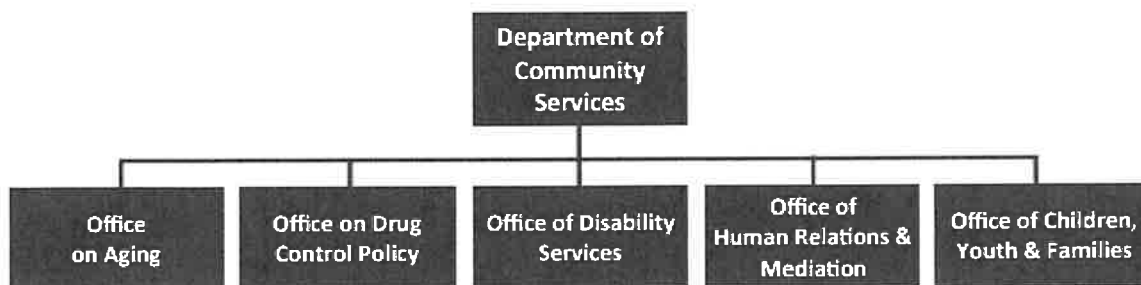 Department of
Community
Services
Office
on Aging
Office on Drug
Control Policy
Office of Disability
Services
Office of
Human Relations &
Mediation
Office of Children,
Youth & Families